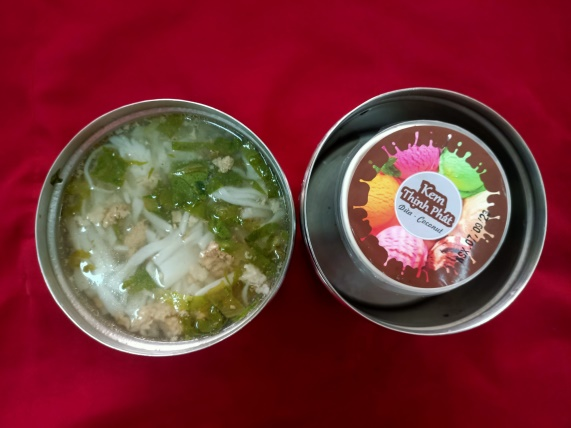 Kem
Thịnh Phát
Dừa - Coconut